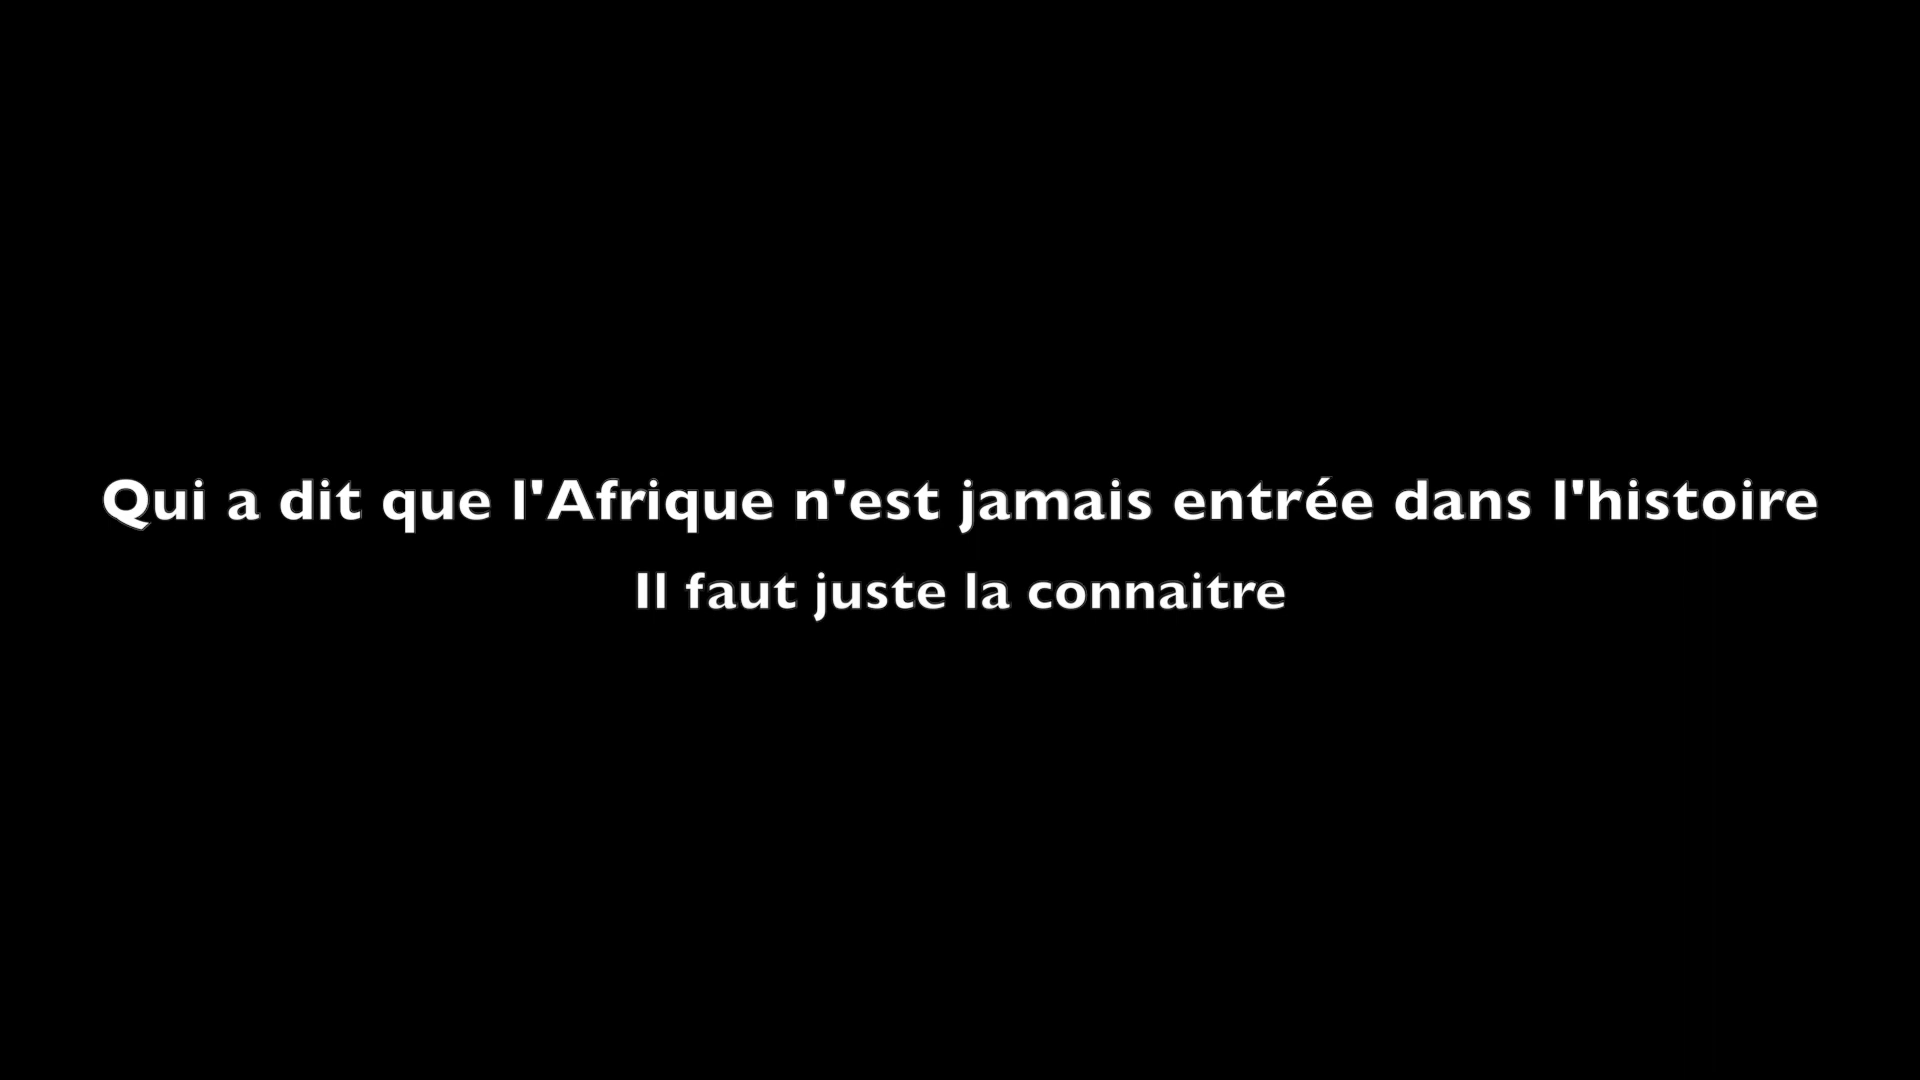 Qui a dit que l'Afrique n'est jamais entrée dans l'histoire
Il faut juste la connaitre